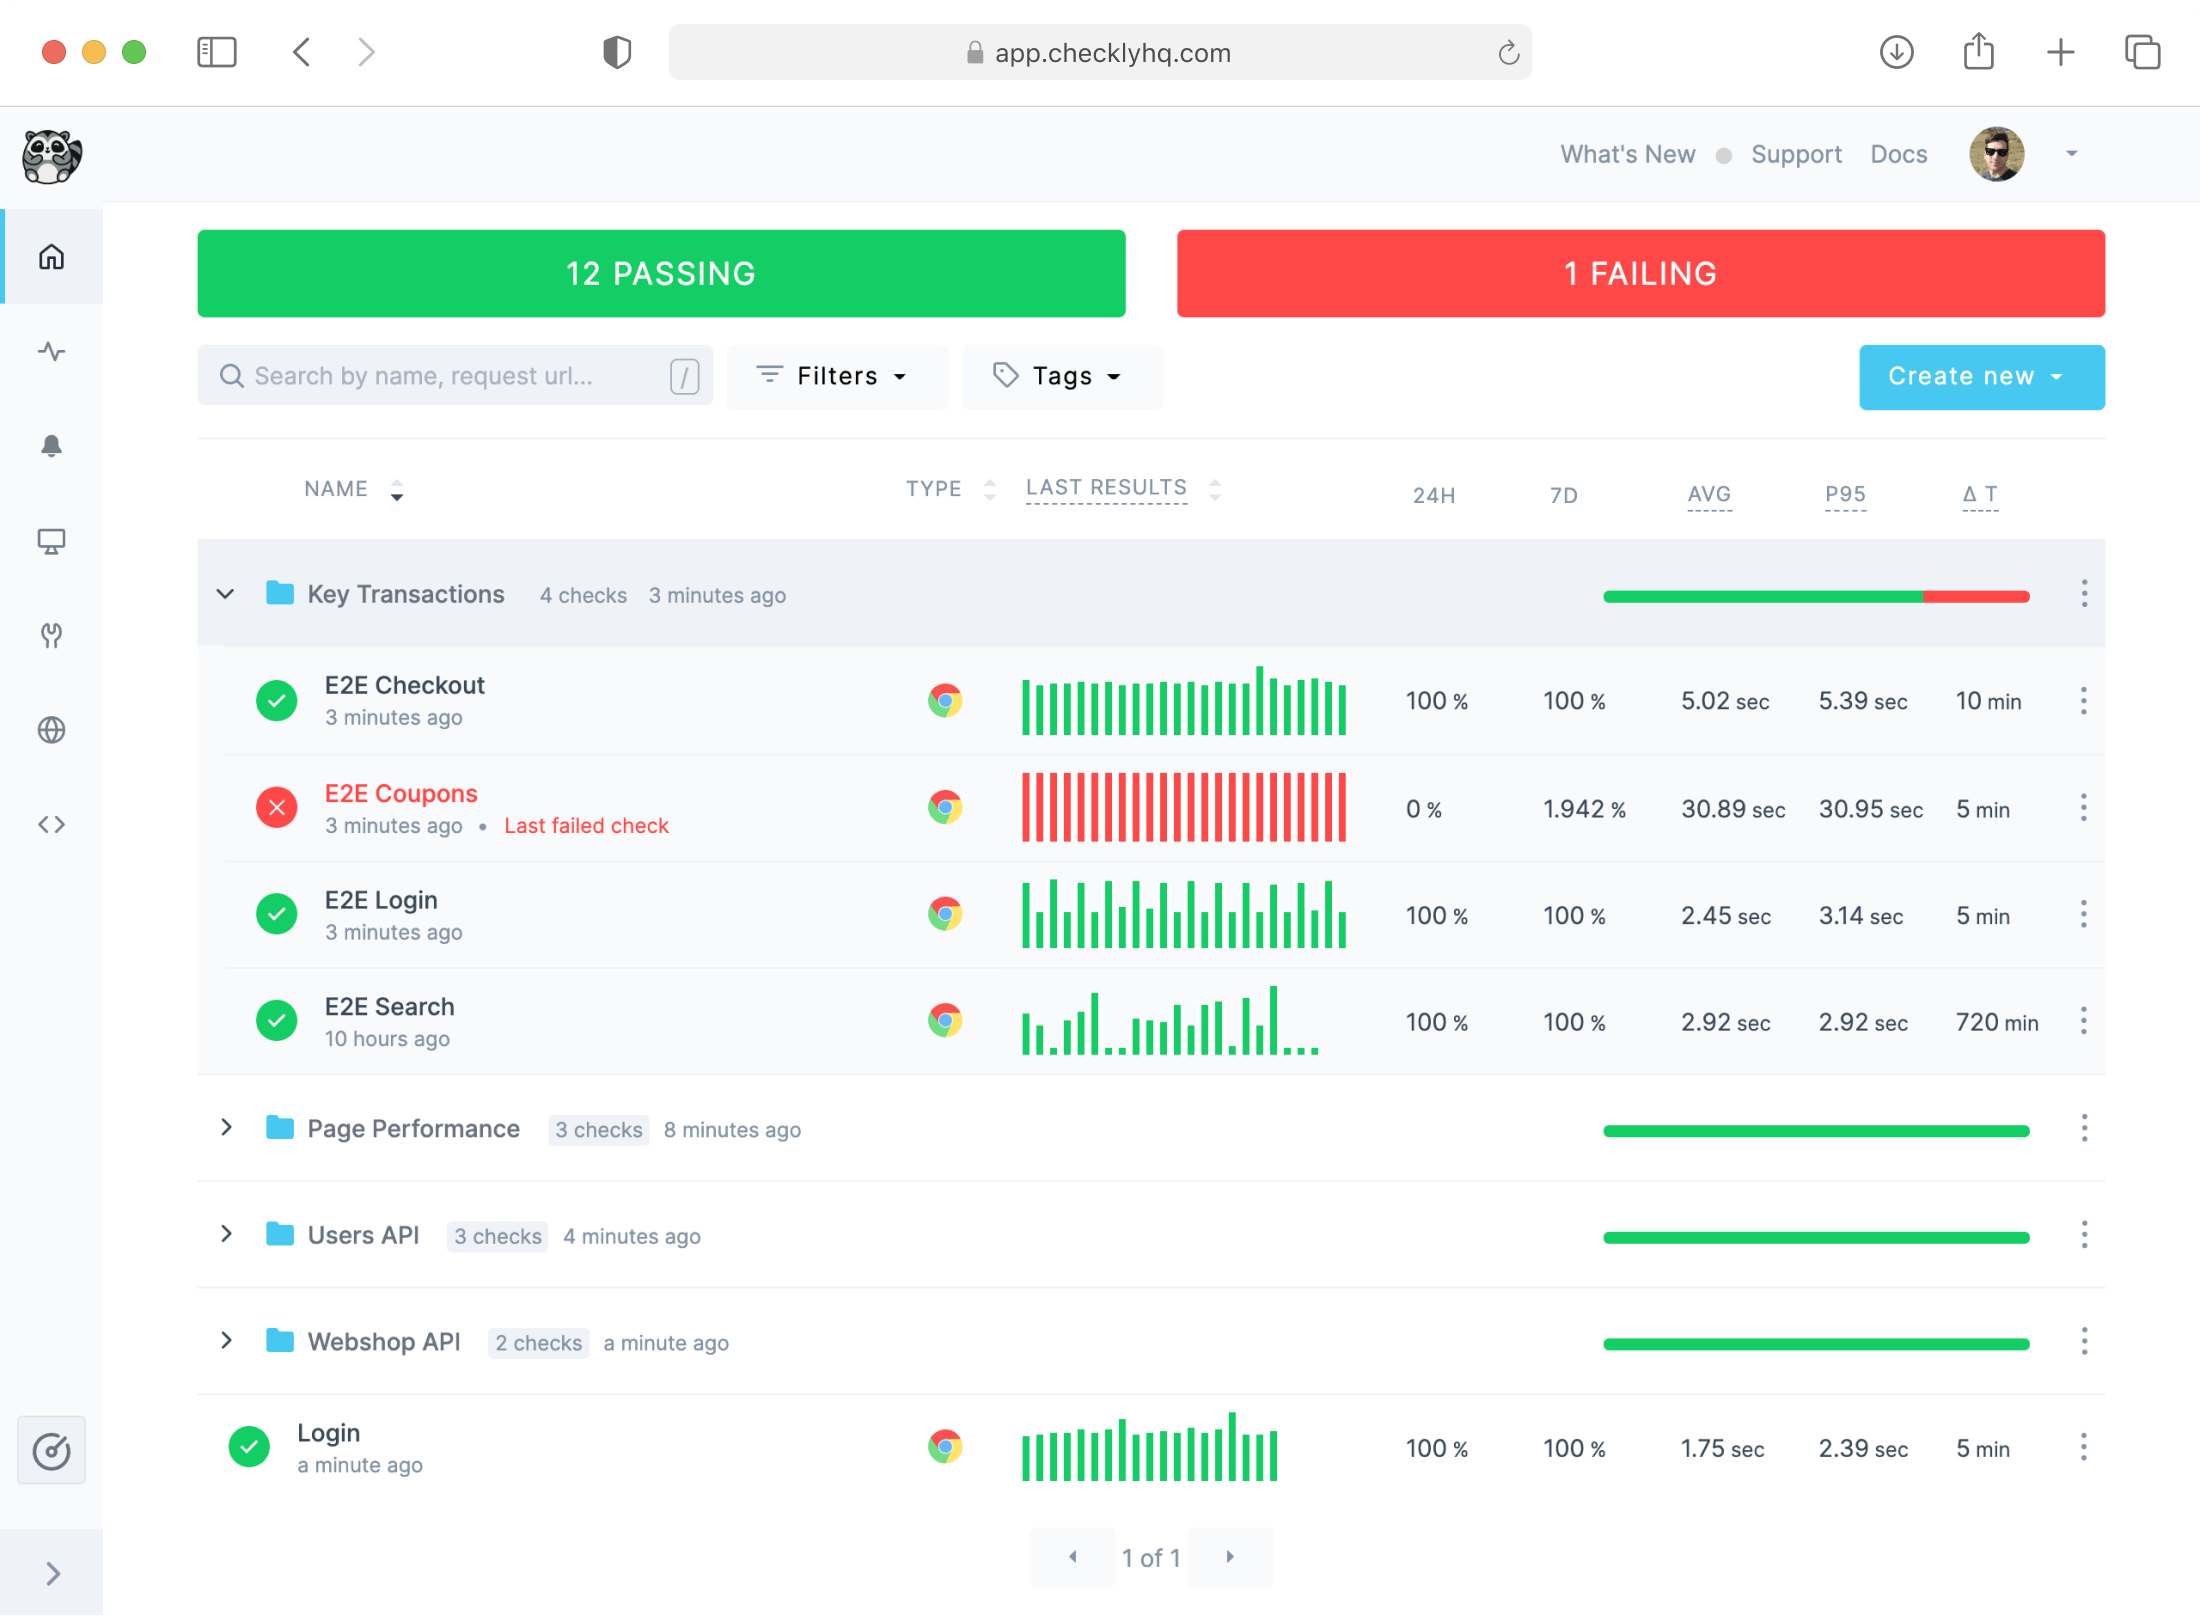 app.checklyhq.com
What's New Support Docs
12 PASSING 1 FAILING
Search by name, request url... / Filters Tags Create new
NAME TYPE LAST RESULTS 24H 7D AVG P95 Δ T
Key Transactions 4 checks 3 minutes ago
E2E Checkout
3 minutes ago
100 % 100 % 5.02 sec 5.39 sec 10 min
E2E Coupons
3 minutes ago • Last failed check
0 % 1.942 % 30.89 sec 30.95 sec 5 min
E2E Login
3 minutes ago
100 % 100 % 2.45 sec 3.14 sec 5 min
E2E Search
10 hours ago
100 % 100 % 2.92 sec 2.92 sec 720 min
Page Performance 3 checks 8 minutes ago
Users API 3 checks 4 minutes ago
Webshop API 2 checks a minute ago
Login
a minute ago
100 % 100 % 1.75 sec 2.39 sec 5 min
1 of 1